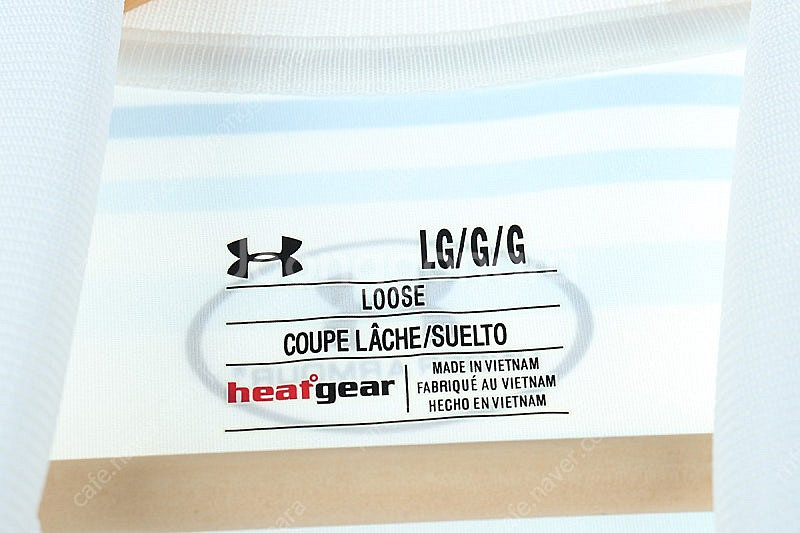 LG/G/G
LOOSE
COUPE LÂCHE/SUELTO
heatgear
MADE IN VIETNAM
FABRIQUÉ AU VIETNAM
HECHO EN VIETNAM